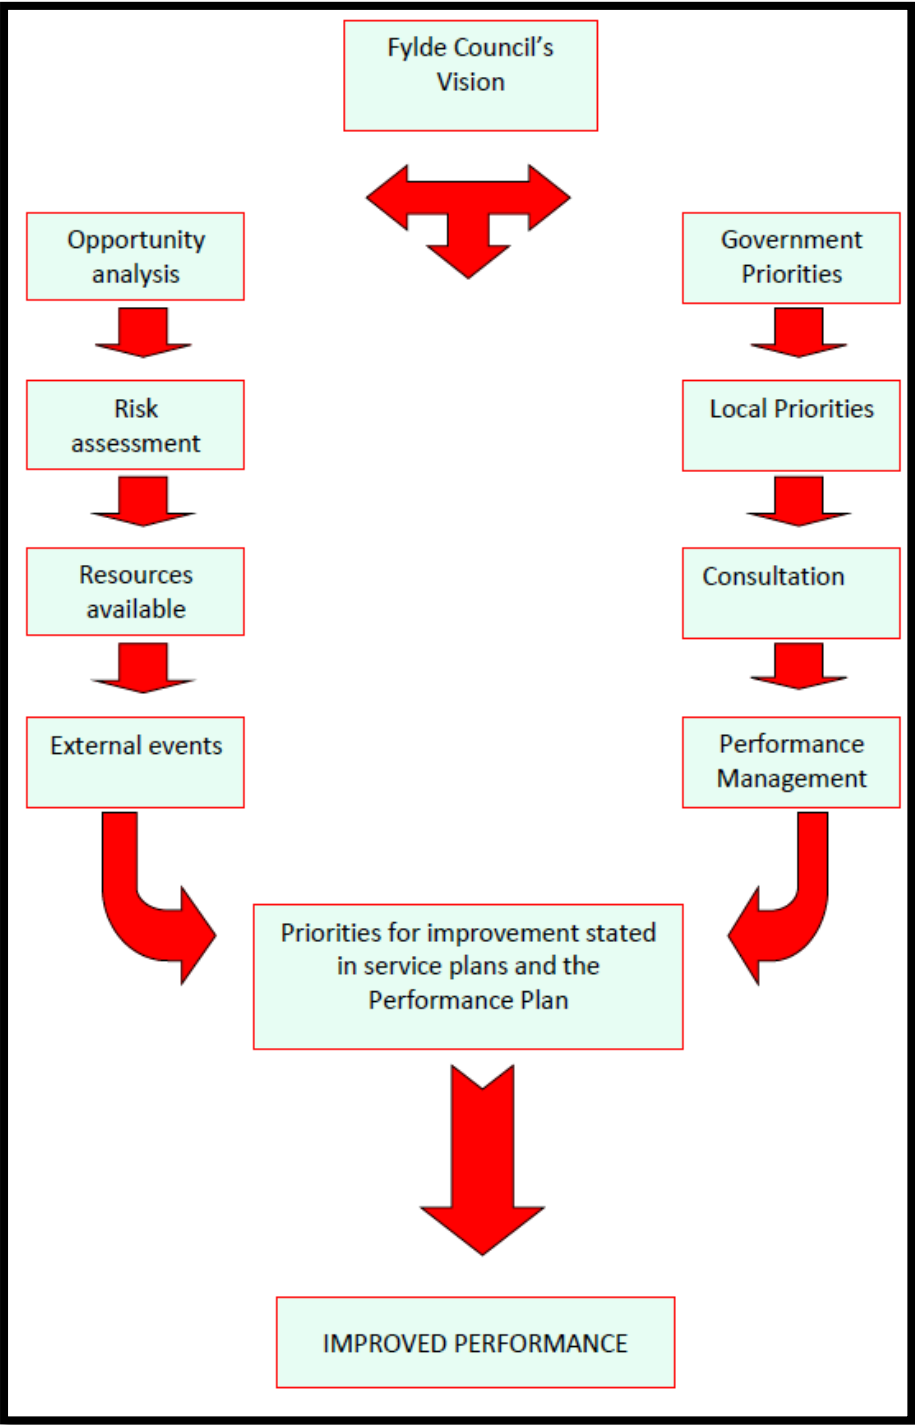 Fylde Council’s
Vision
Opportunity
analysis
Government
Priorities
Risk
assessment
Local Priorities
Resources
available
Consultation
External events
Performance
Management
Priorities for improvement stated
in service plans and the
Performance Plan
IMPROVED PERFORMANCE